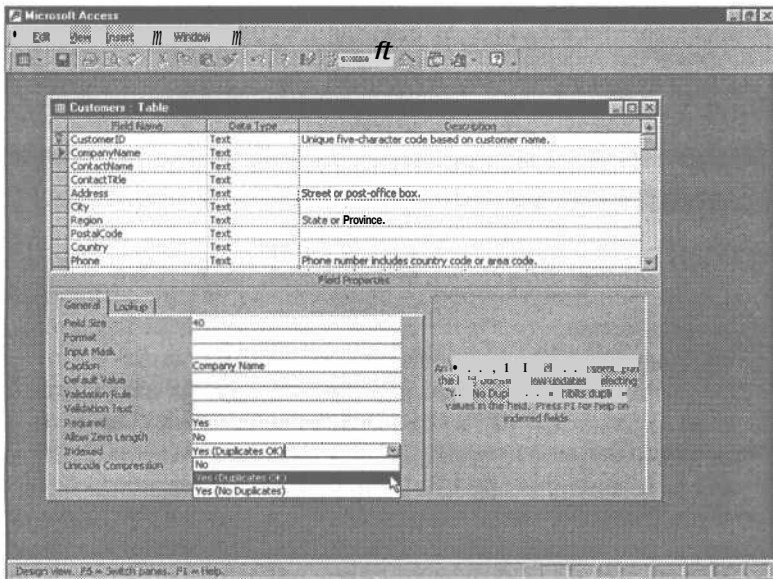 Microsoft Access
Edit View Insert Window
Customers : Table
Field Name Data Type Description
CustomerID Text Unique five-character code based on customer name.
CompanyName Text
ContactName Text
ContactTitle Text
Address Text Street or post-office box.
City Text
Region Text State or Province.
PostalCode Text
Country Text
Phone Text Phone number includes country code or area code.
Field Properties
General Lookup
Field Size 40
Format
Input Mask
Caption Company Name
Default Value
Validation Rule
Validation Text
Required Yes
Allow Zero Length No
Indexed Yes (Duplicates OK)
Unicode Compression No
Yes (Duplicates OK)
Yes (No Duplicates)
the updates electing
No
values in the field. Press F1 for help on
indexed fields.
Design view. F6 = Switch panes. F1 = Help.